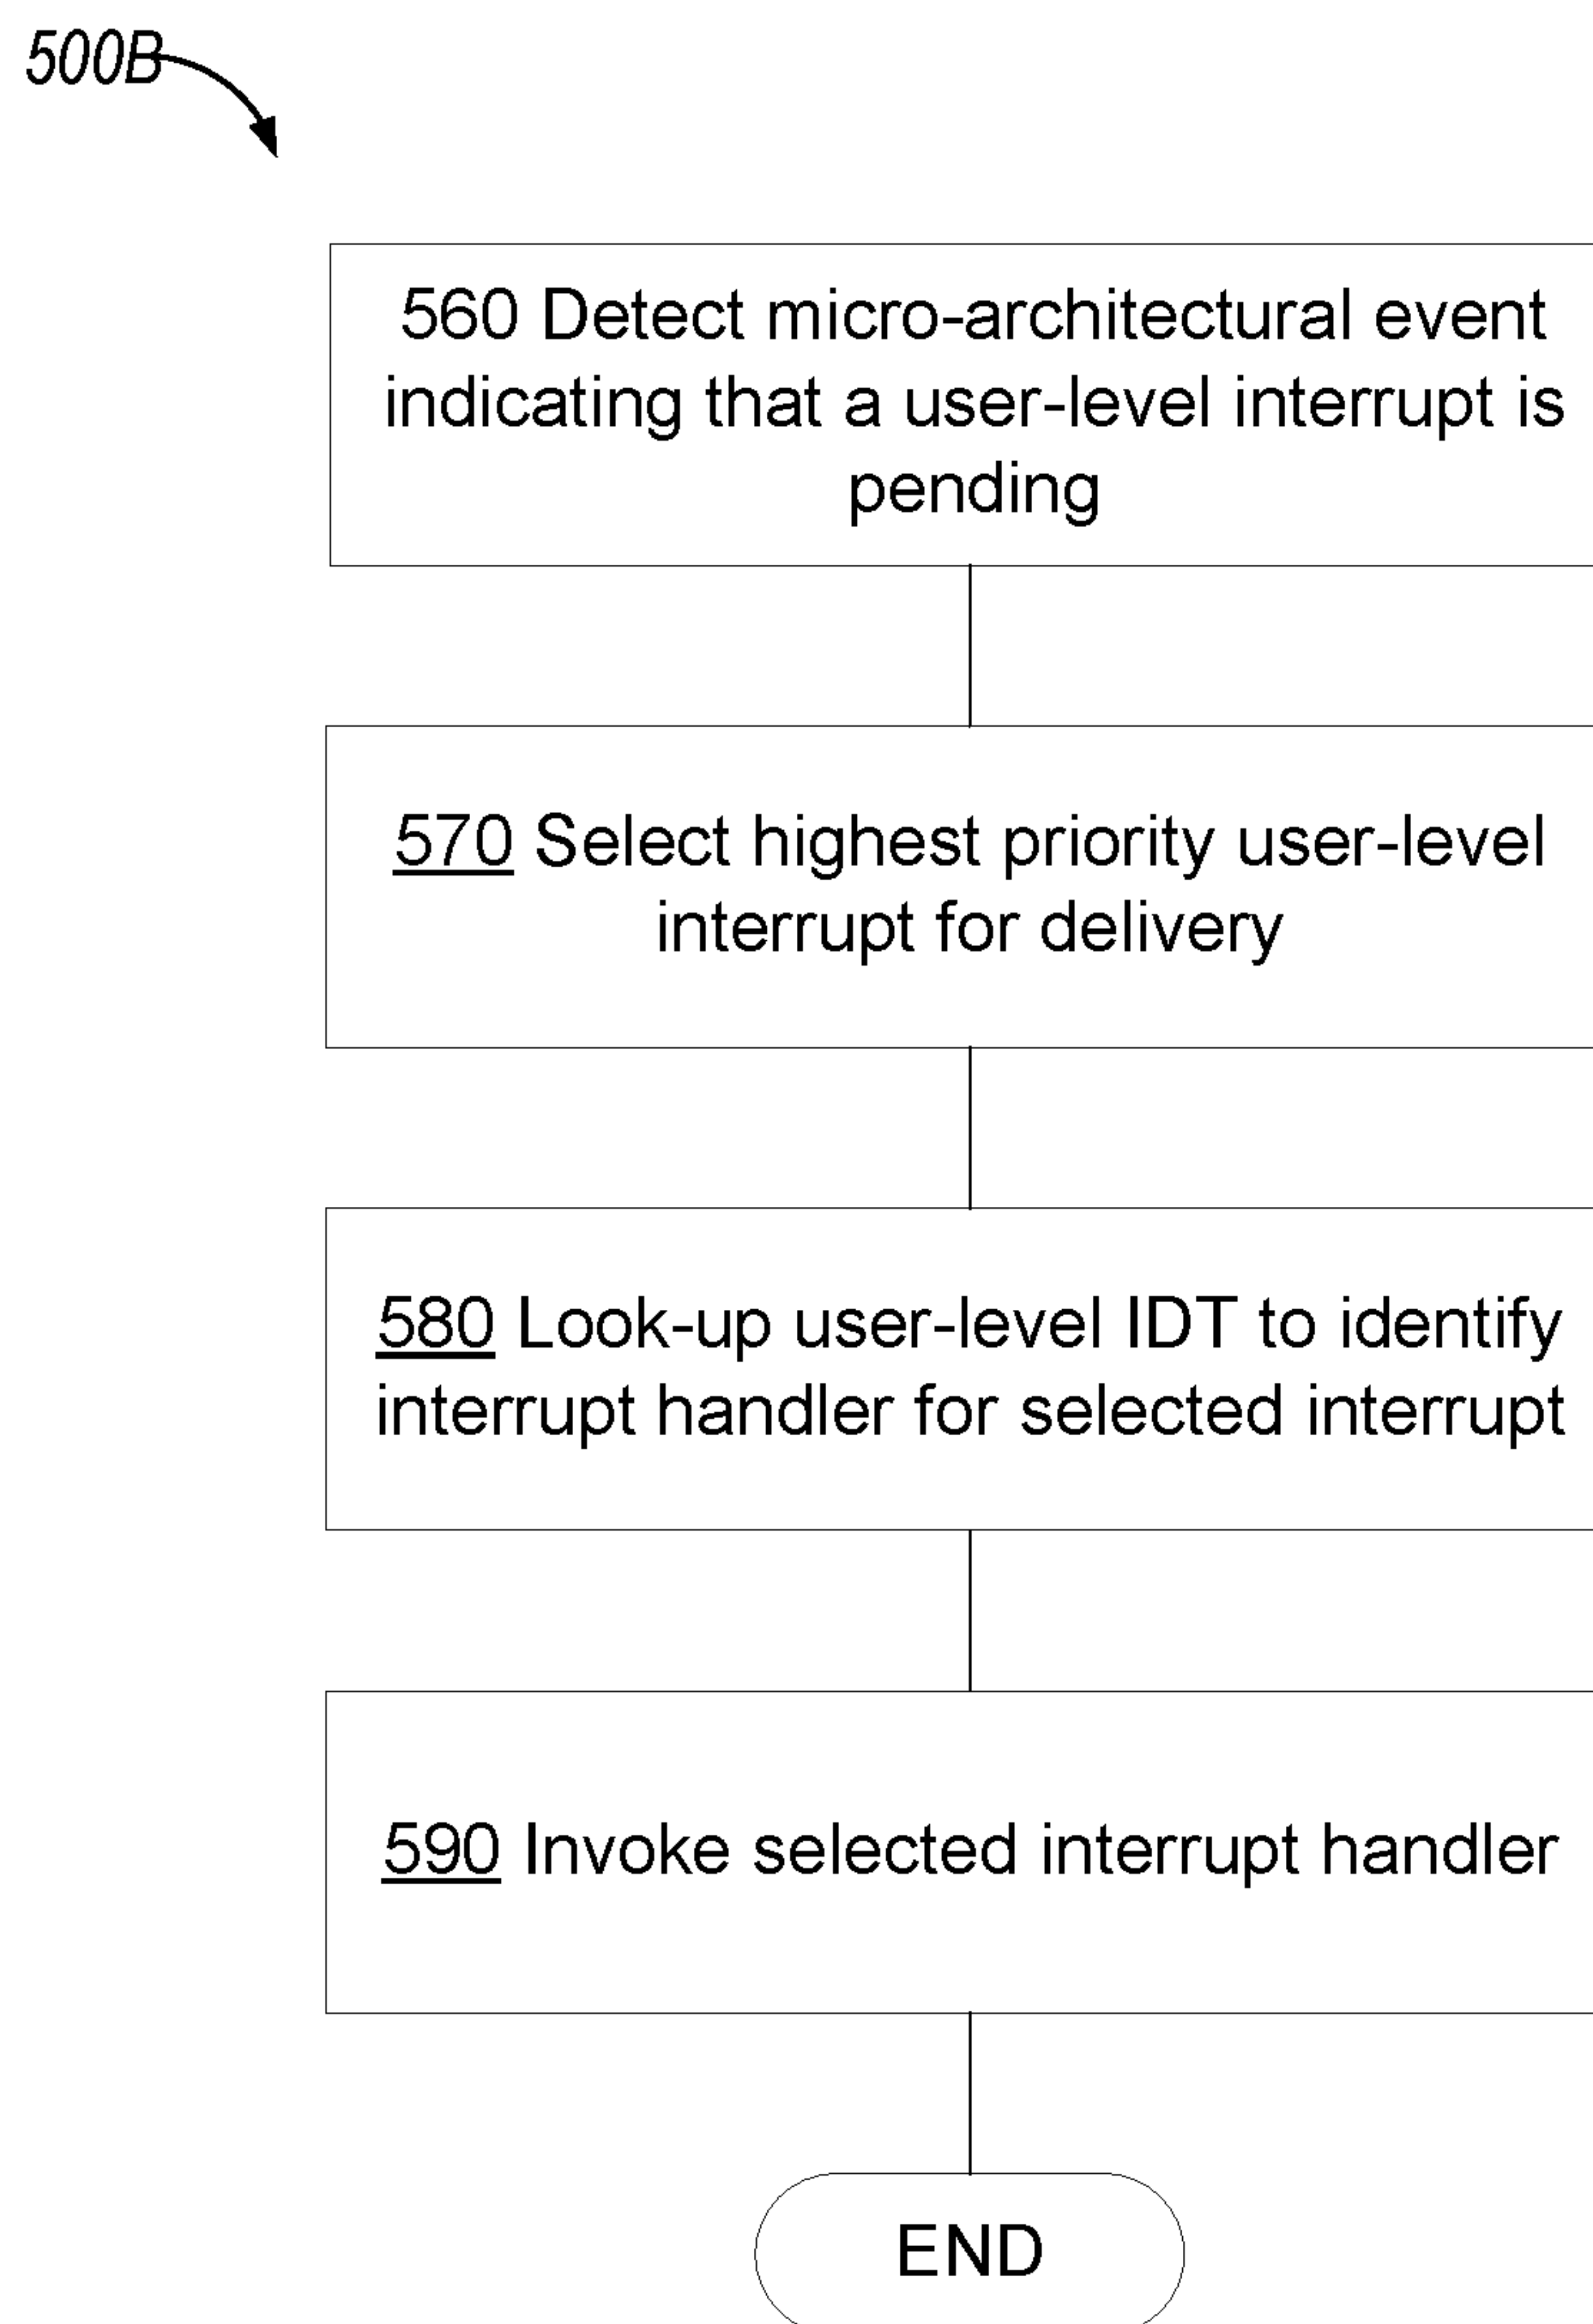 500B
560 Detect micro-architectural event
indicating that a user-level interrupt is
pending
570 Select highest priority user-level
interrupt for delivery
580 Look-up user-level IDT to identify
interrupt handler for selected interrupt
590 Invoke selected interrupt handler
END